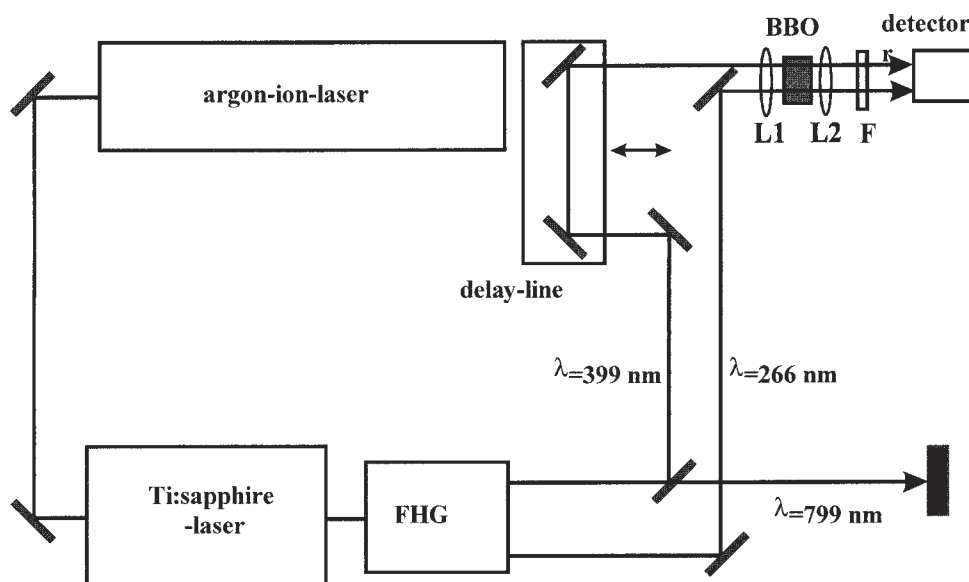 BBO
detector
r
argon-ion-laser
L1
L2
F
delay-line
λ=399 nm
λ=266 nm
Ti:sapphire
-laser
FHG
λ=799 nm